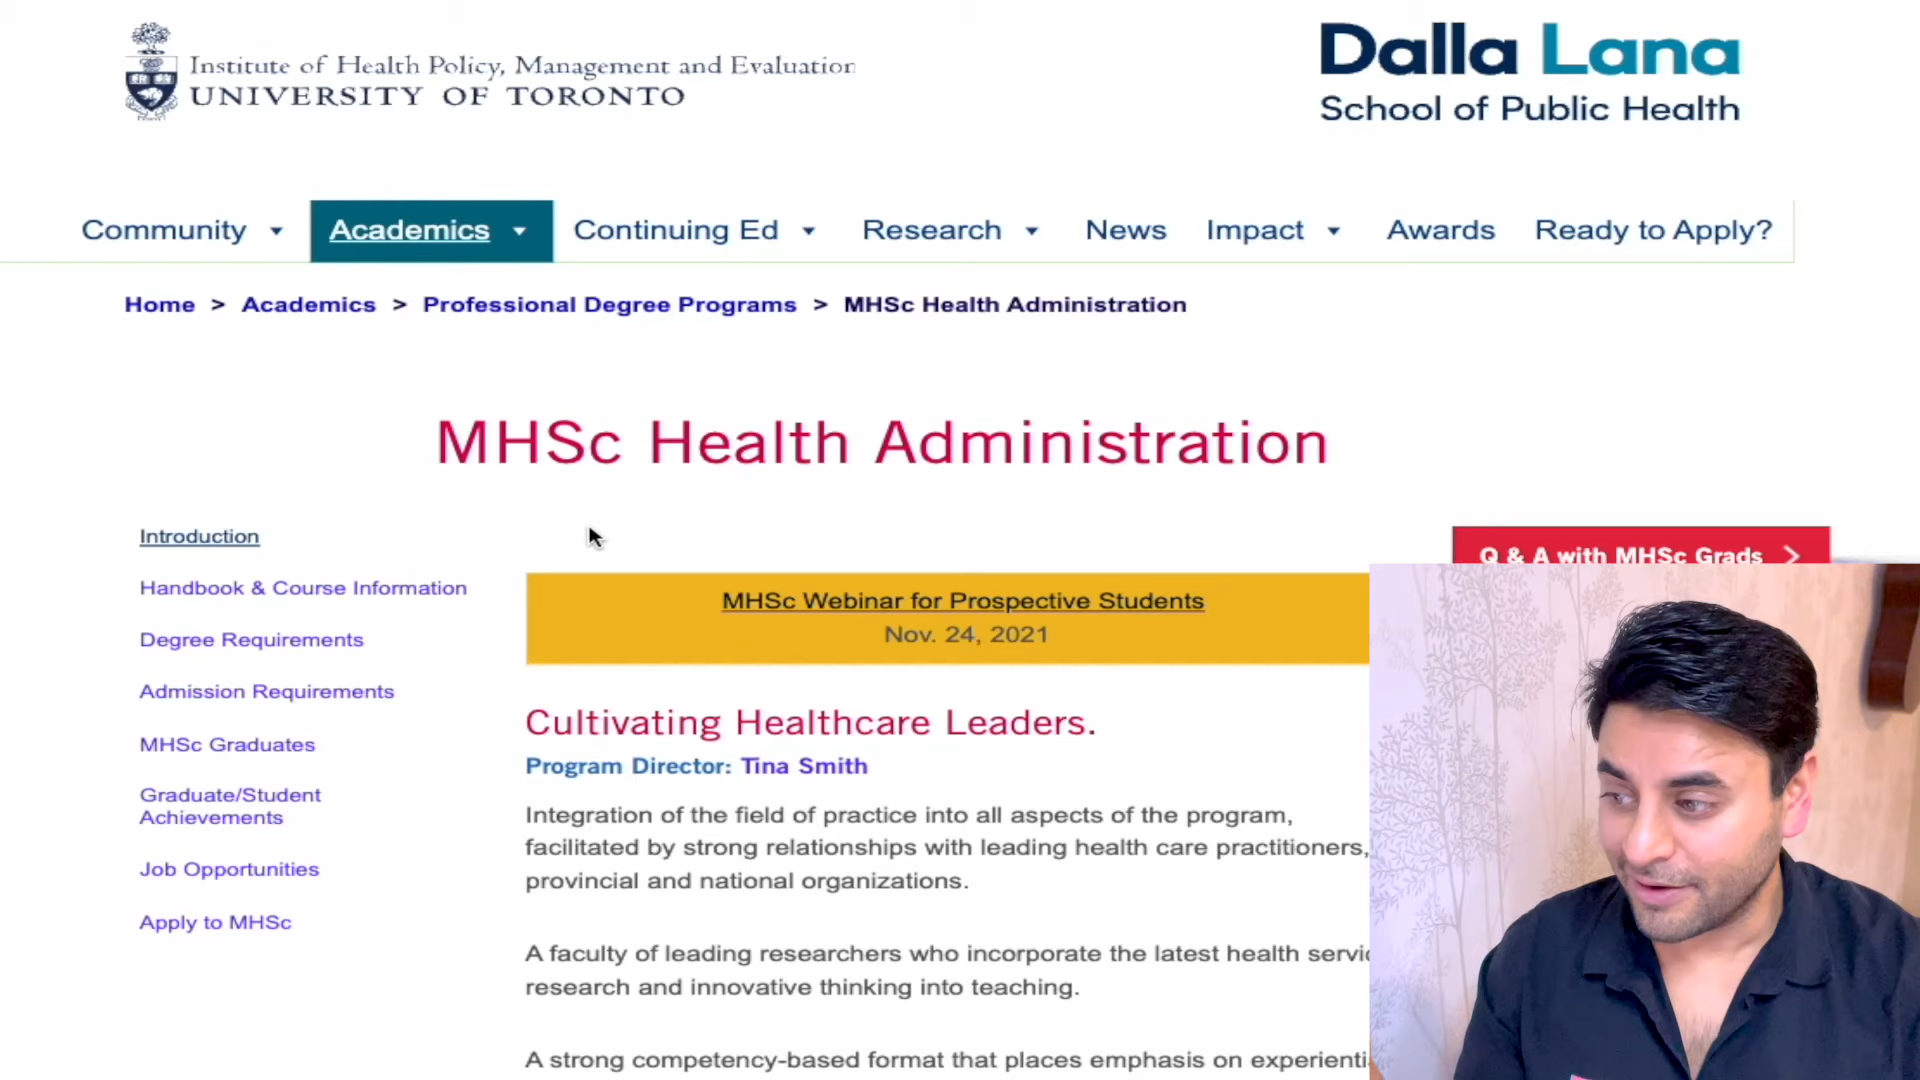 Institute of Health Policy, Management and Evaluation
UNIVERSITY OF TORONTO
Dalla Lana
School of Public Health
Community
Academics
Continuing Ed
Research
News
Impact
Awards
Ready to Apply?
Home > Academics > Professional Degree Programs > MHSc Health Administration
MHSc Health Administration
Introduction
Handbook & Course Information
Degree Requirements
Admission Requirements
MHSc Graduates
Graduate/Student
Achievements
Job Opportunities
Apply to MHSc
Q & A with MHSc Grads
MHSc Webinar for Prospective Students
Nov. 24, 2021
Cultivating Healthcare Leaders.
Program Director: Tina Smith
Integration of the field of practice into all aspects of the program,
facilitated by strong relationships with leading health care practitioners,
provincial and national organizations.
A faculty of leading researchers who incorporate the latest health servic
research and innovative thinking into teaching.
A strong competency-based format that places emphasis on experienti